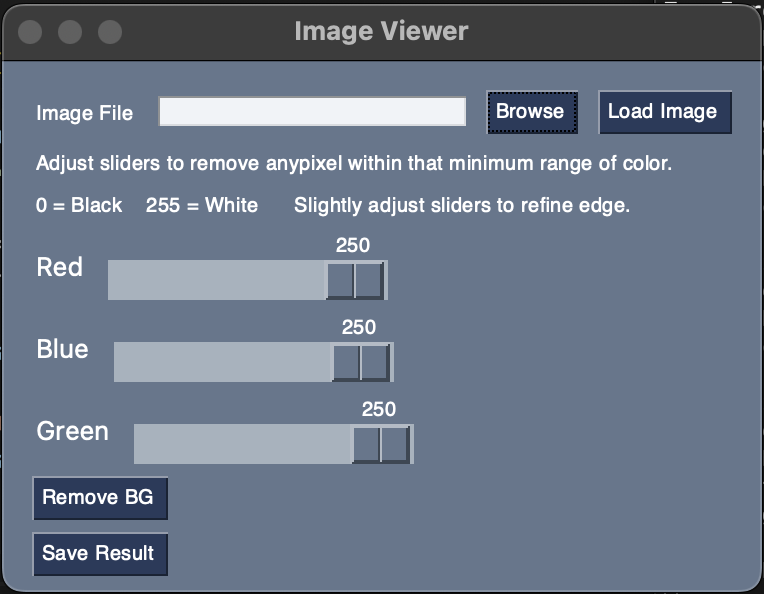 Image Viewer
Image File Browse Load Image
Adjust sliders to remove anypixel within that minimum range of color.
0 = Black 255 = White Slightly adjust sliders to refine edge.
250
Red
250
Blue
250
Green
Remove BG
Save Result